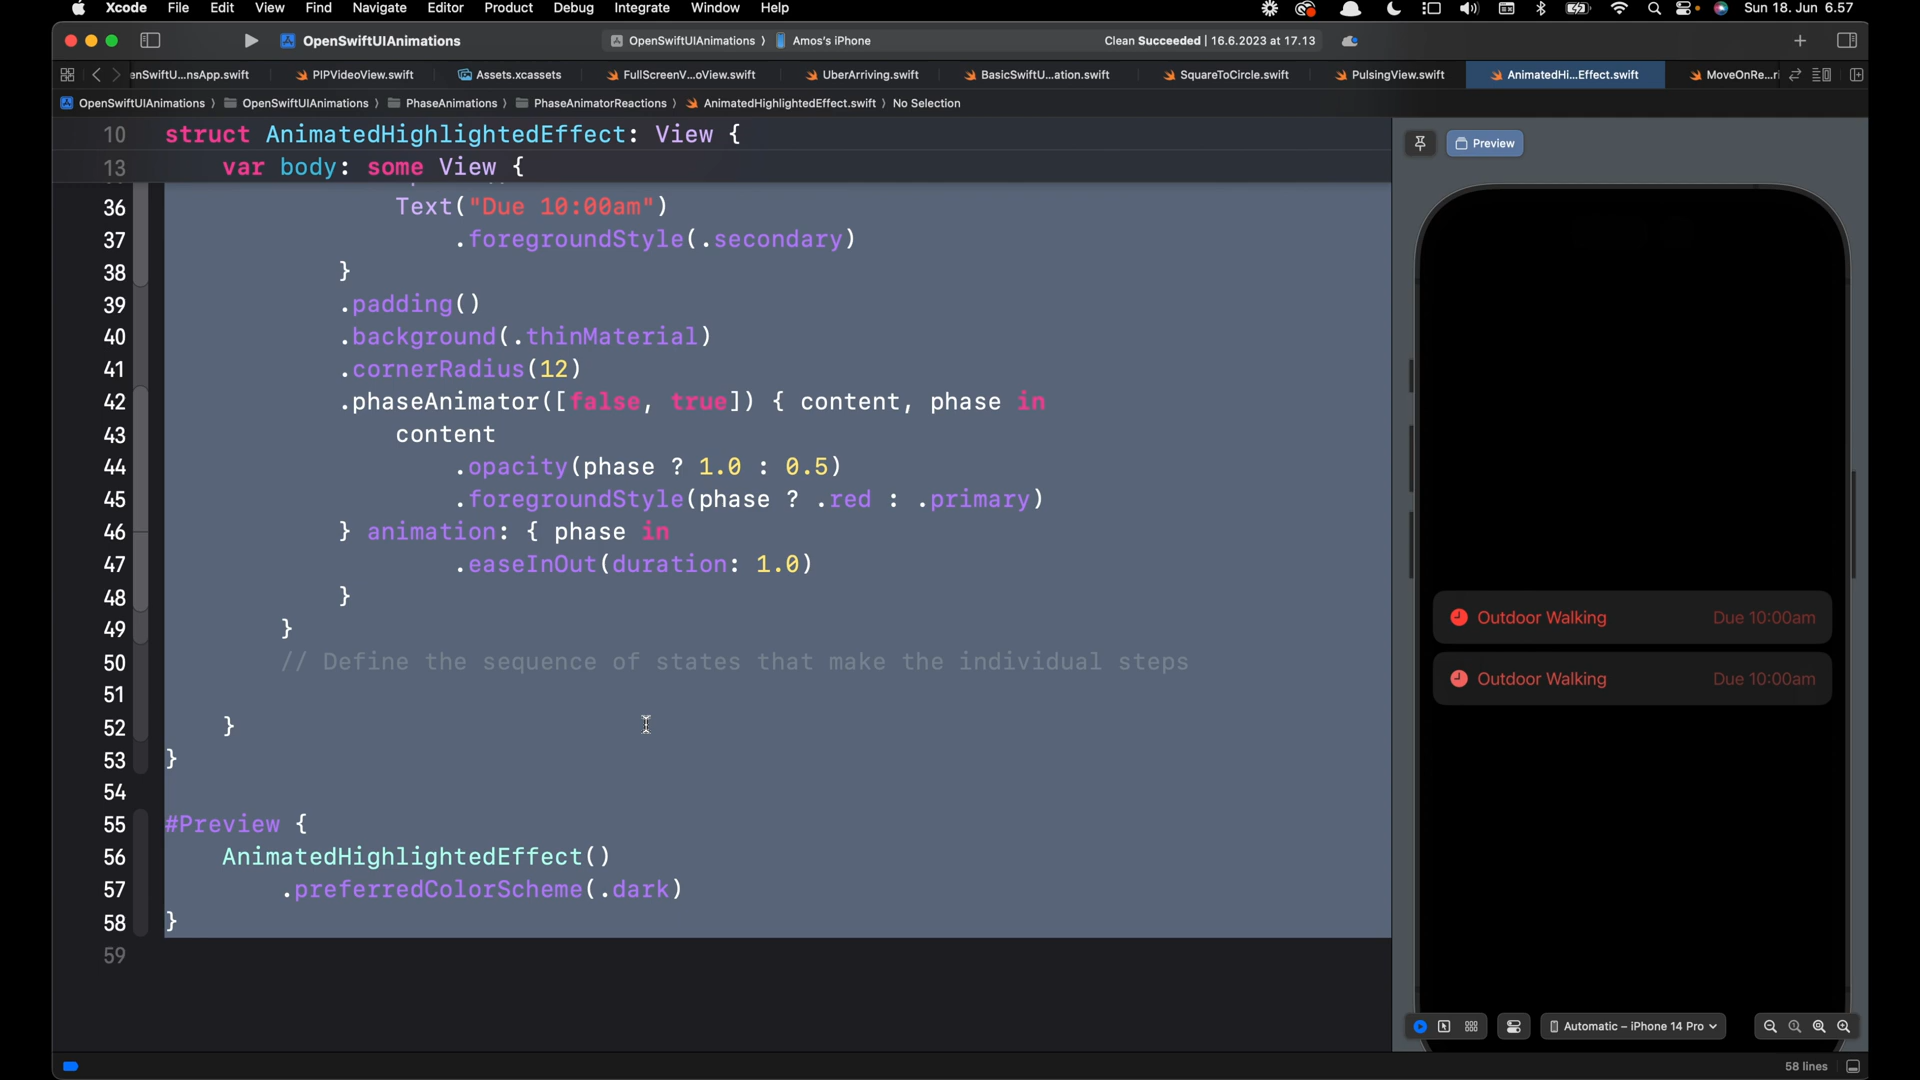 Xcode File Edit View Find Navigate Editor Product Debug Integrate Window Help Sun 18. Jun 6.57
OpenSwiftUIAnimations OpenSwiftUIAnimations Amos's iPhone Clean Succeeded | 16.6.2023 at 17.13
enSwiftU...nsApp.swift PIPVideoView.swift Assets.xcassets FullScreenV...oView.swift UberArriving.swift BasicSwiftU...ation.swift SquareToCircle.swift PulsingView.swift AnimatedHi...Effect.swift MoveOnRe...ri
OpenSwiftUIAnimations OpenSwiftUIAnimations PhaseAnimations PhaseAnimatorReactions AnimatedHighlightedEffect.swift No Selection
10 struct AnimatedHighlightedEffect: View {
13 var body: some View {
Preview
36 Text("Due 10:00am")
37 .foregroundStyle(.secondary)
38 }
39 .padding()
40 .background(.thinMaterial)
41 .cornerRadius(12)
42 .phaseAnimator([false, true]) { content, phase in
43 content
44 .opacity(phase ? 1.0 : 0.5)
45 .foregroundStyle(phase ? .red : .primary)
46 } animation: { phase in
47 .easeInOut(duration: 1.0)
48 }
49 }
50 // Define the sequence of states that make the individual steps
51
52 }
53 }
54
55 #Preview {
56 AnimatedHighlightedEffect()
57 .preferredColorScheme(.dark)
58 }
59
Outdoor Walking Due 10:00am
Outdoor Walking Due 10:00am
Automatic – iPhone 14 Pro
58 lines